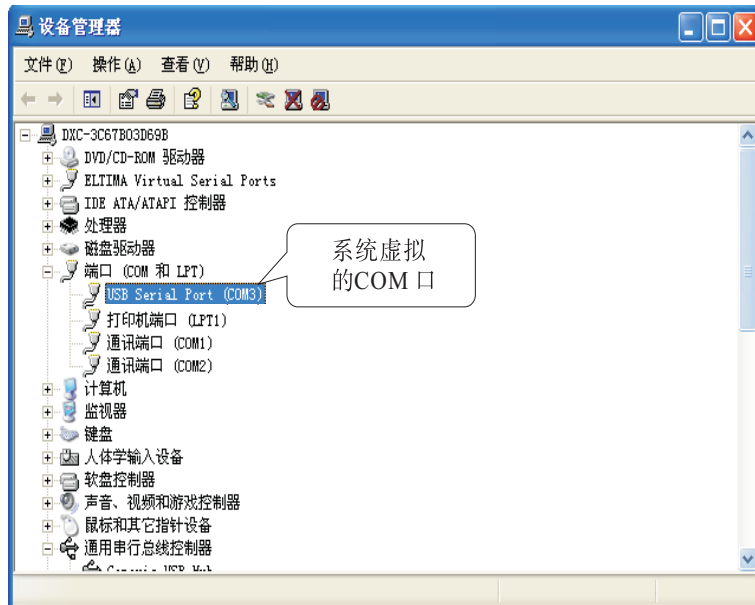 设备管理器
文件(F) 操作(A) 查看(V) 帮助(H)
DXC-3C67B03D69B
DVD/CD-ROM 驱动器
ELTIMA Virtual Serial Ports
IDE ATA/ATAPI 控制器
处理器
磁盘驱动器
端口 (COM 和 LPT)
USB Serial Port (COM3)
系统虚拟
的COM 口
打印机端口 (LPT1)
通讯端口 (COM1)
通讯端口 (COM2)
计算机
监视器
键盘
人体学输入设备
软盘控制器
声音、视频和游戏控制器
鼠标和其它指针设备
通用串行总线控制器
Generic USB Hub